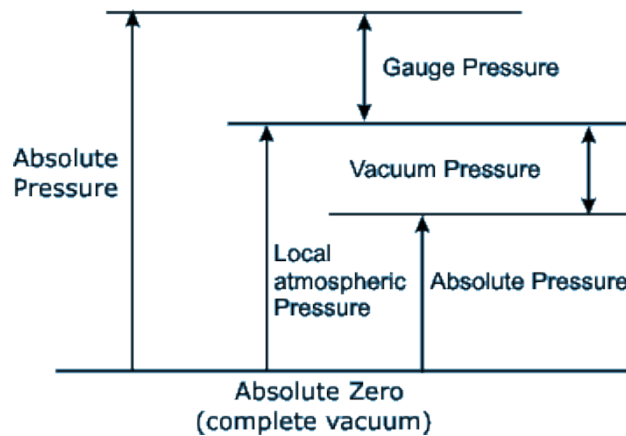 Gauge Pressure
Absolute
Pressure
Vacuum Pressure
Local
atmospheric
Pressure
Absolute Pressure
Absolute Zero
(complete vacuum)